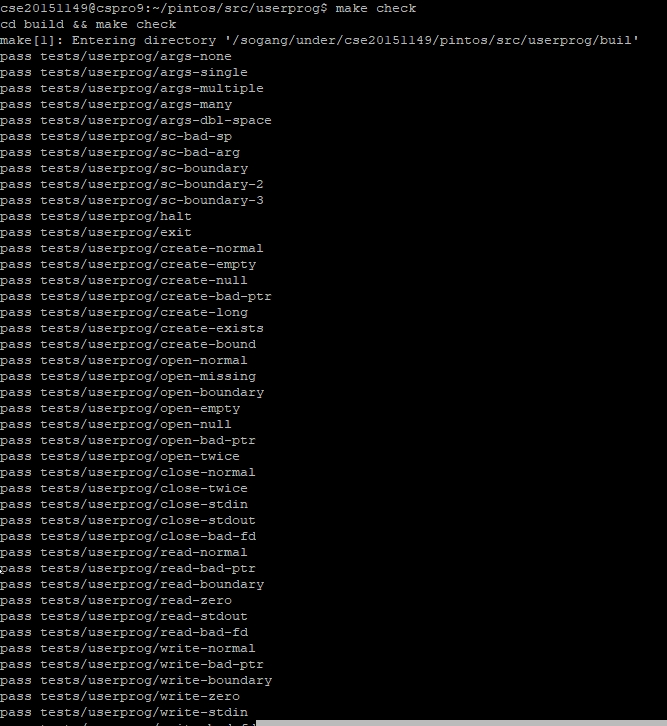 cse20151149@cspro9:~/pintos/src/userprog$ make check
cd build && make check
make[1]: Entering directory '/sogang/under/cse20151149/pintos/src/userprog/buil'
pass tests/userprog/args-none
pass tests/userprog/args-single
pass tests/userprog/args-multiple
pass tests/userprog/args-many
pass tests/userprog/args-dbl-space
pass tests/userprog/sc-bad-sp
pass tests/userprog/sc-bad-arg
pass tests/userprog/sc-boundary
pass tests/userprog/sc-boundary-2
pass tests/userprog/sc-boundary-3
pass tests/userprog/halt
pass tests/userprog/exit
pass tests/userprog/create-normal
pass tests/userprog/create-empty
pass tests/userprog/create-null
pass tests/userprog/create-bad-ptr
pass tests/userprog/create-long
pass tests/userprog/create-exists
pass tests/userprog/create-bound
pass tests/userprog/open-normal
pass tests/userprog/open-missing
pass tests/userprog/open-boundary
pass tests/userprog/open-empty
pass tests/userprog/open-null
pass tests/userprog/open-bad-ptr
pass tests/userprog/open-twice
pass tests/userprog/close-normal
pass tests/userprog/close-twice
pass tests/userprog/close-stdin
pass tests/userprog/close-stdout
pass tests/userprog/close-bad-fd
pass tests/userprog/read-normal
pass tests/userprog/read-bad-ptr
pass tests/userprog/read-boundary
pass tests/userprog/read-zero
pass tests/userprog/read-stdout
pass tests/userprog/read-bad-fd
pass tests/userprog/write-normal
pass tests/userprog/write-bad-ptr
pass tests/userprog/write-boundary
pass tests/userprog/write-zero
pass tests/userprog/write-stdin